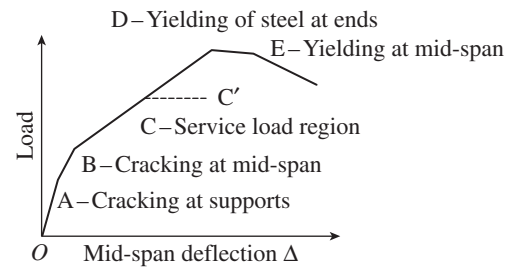 D–Yielding of steel at ends
E–Yielding at mid-span
C′
C–Service load region
B–Cracking at mid-span
A–Cracking at supports
Load
O
Mid-span deflection Δ